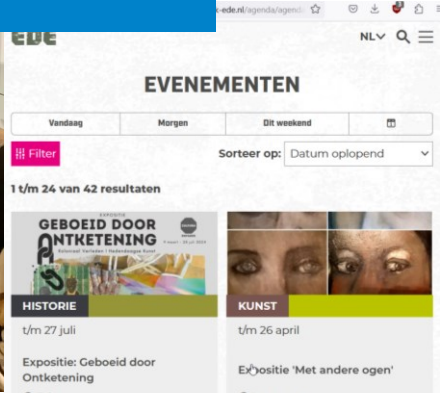 -ede.nl/agenda/agend
EDE
NL
EVENEMENTEN
Vandaag
Morgen
Dit weekend
Filter
Sorteer op:
Datum oplopend
1 t/m 24 van 42 resultaten
EXPOSITIE
GEBOEID DOOR
ONTKETENING
HISTORIE
t/m 27 juli
Expositie: Geboeid door
Ontketening
KUNST
t/m 26 april
Expositie 'Met andere ogen'